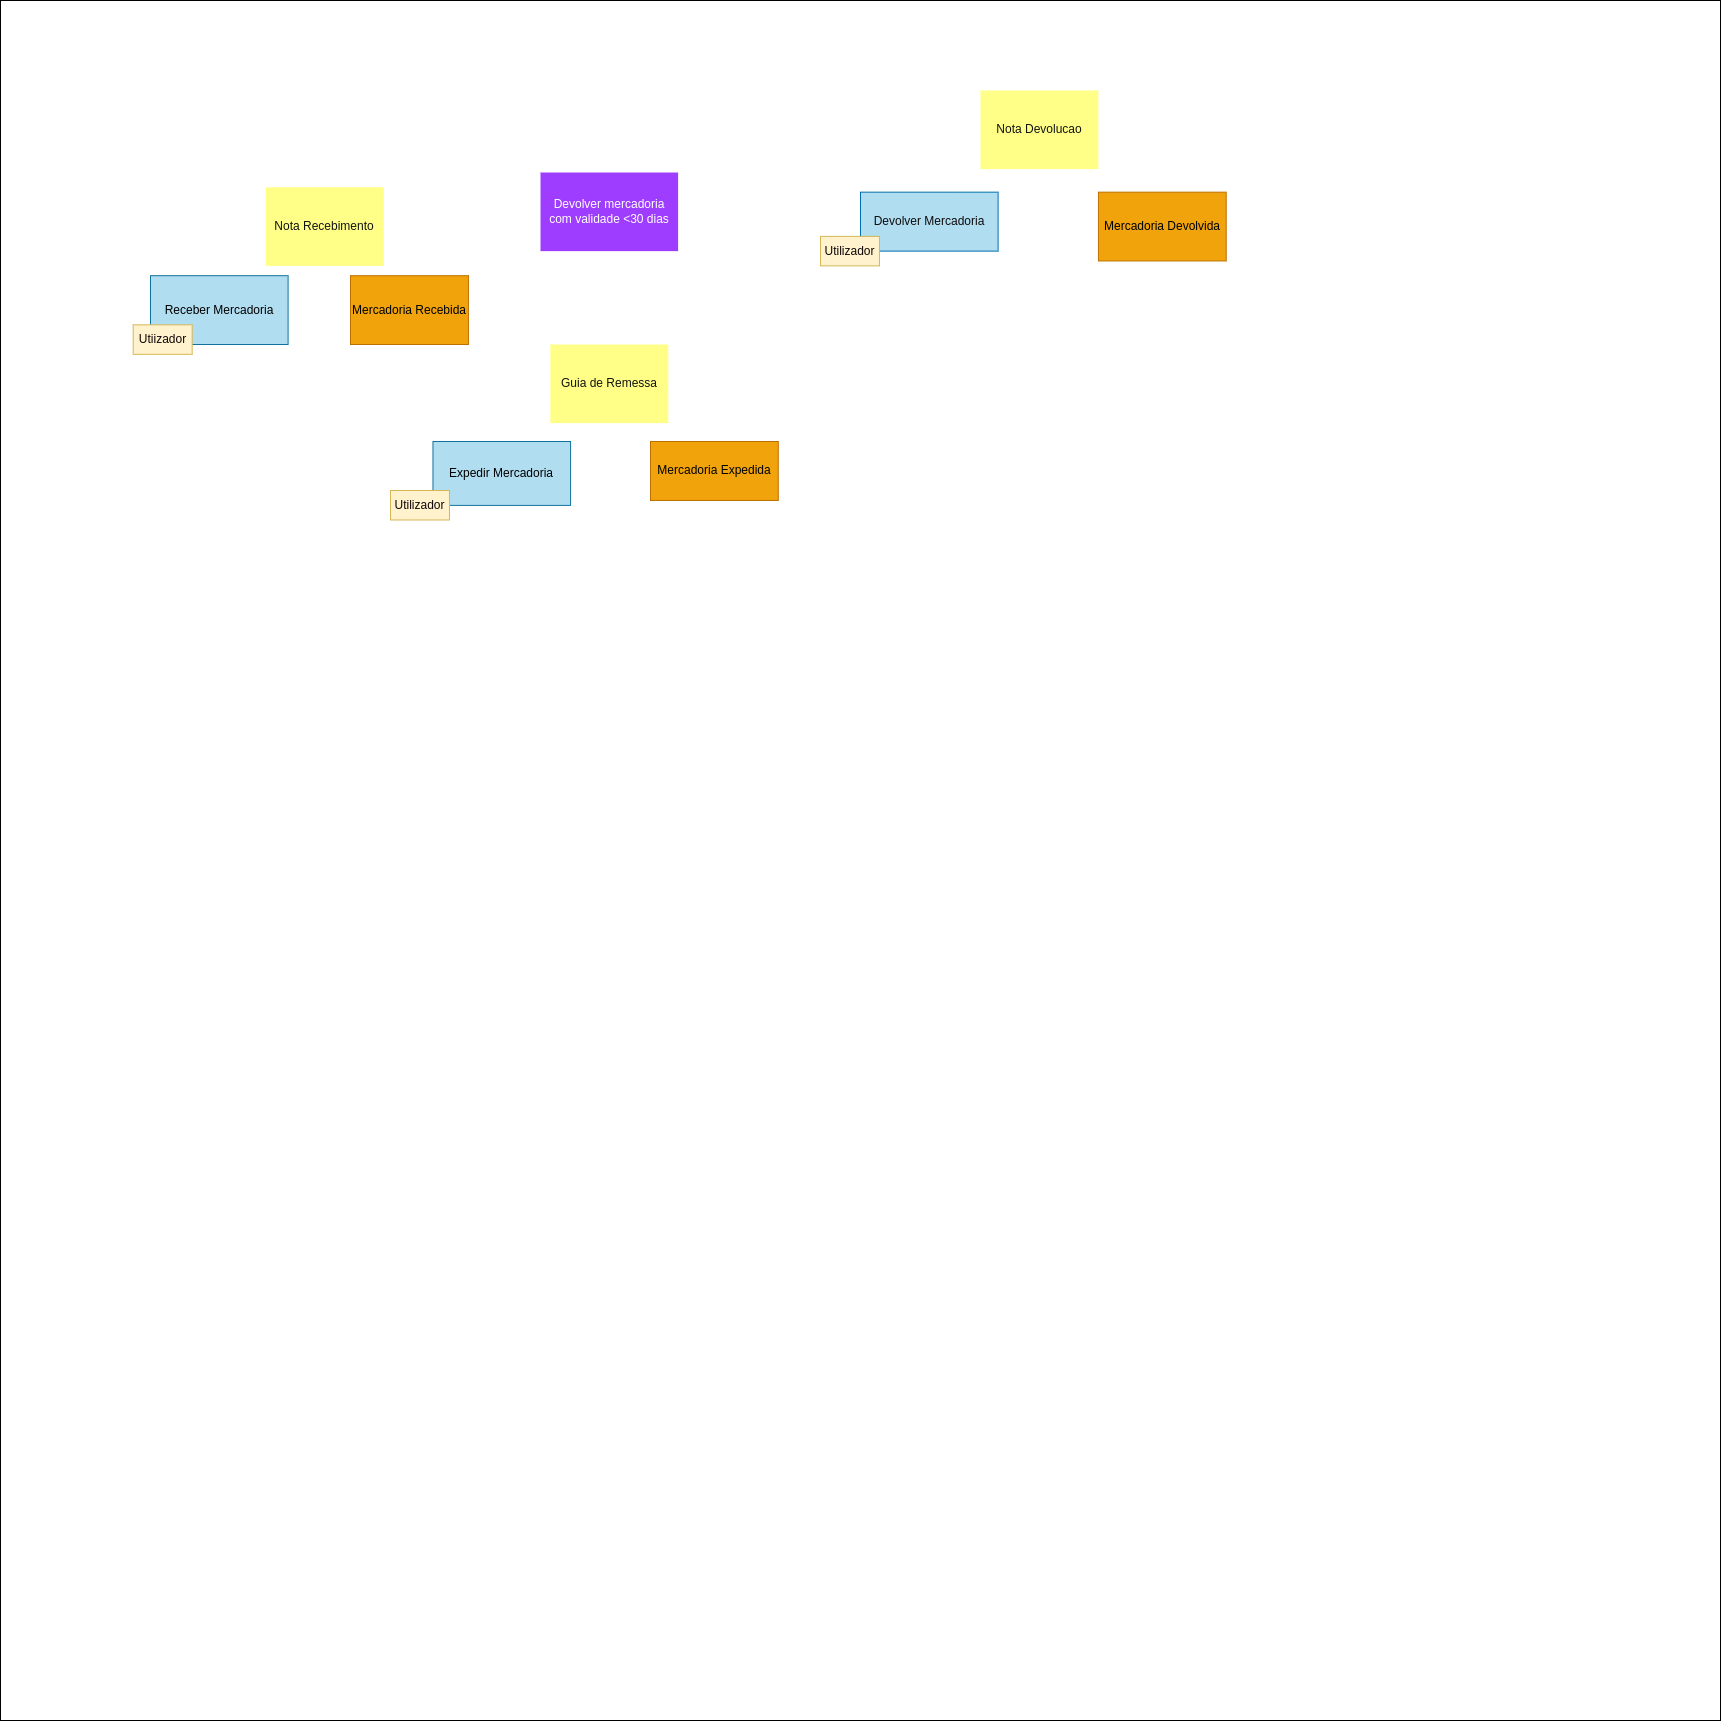 Nota Devolucao
Devolver mercadoria
com validade <30 dias
Nota Recebimento
Devolver Mercadoria
Mercadoria Devolvida
Utilizador
Receber Mercadoria
Mercadoria Recebida
Utiizador
Guia de Remessa
Expedir Mercadoria
Mercadoria Expedida
Utilizador